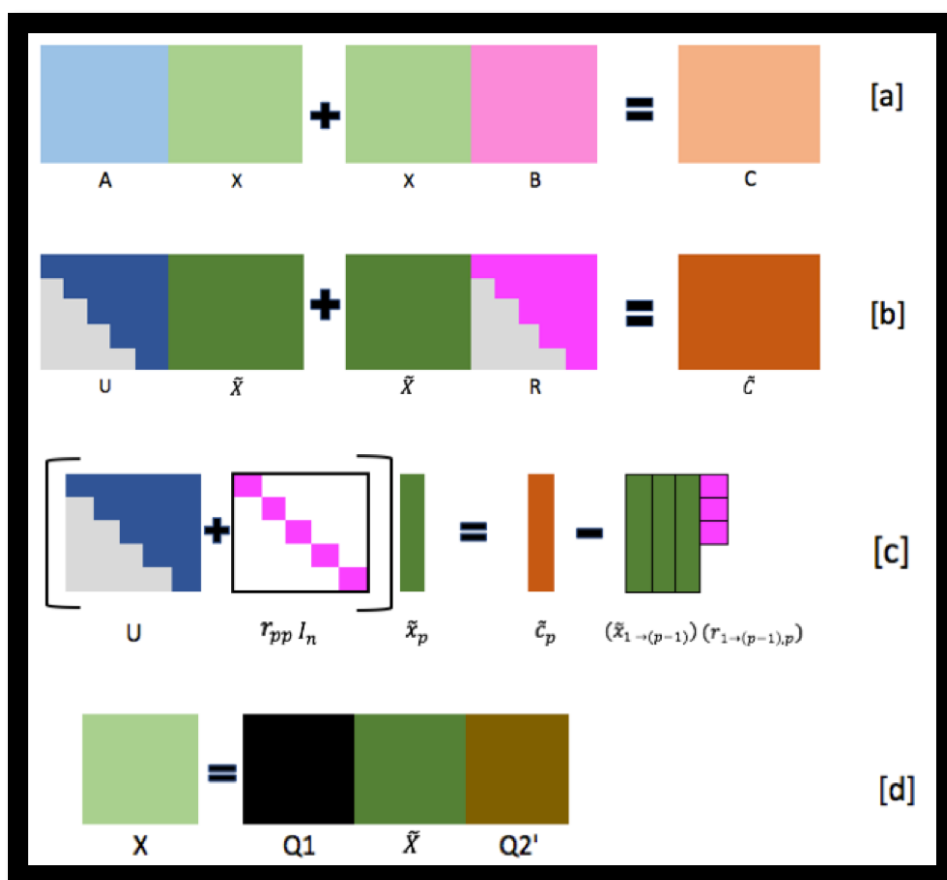 [a]
A X X B C
[b]
U X̃ X̃ R C̃
[c]
U r_pp I_n x̃_p c̃_p (x̃_1→(p−1)) (r_1→(p−1),p)
[d]
X Q1 X̃ Q2'